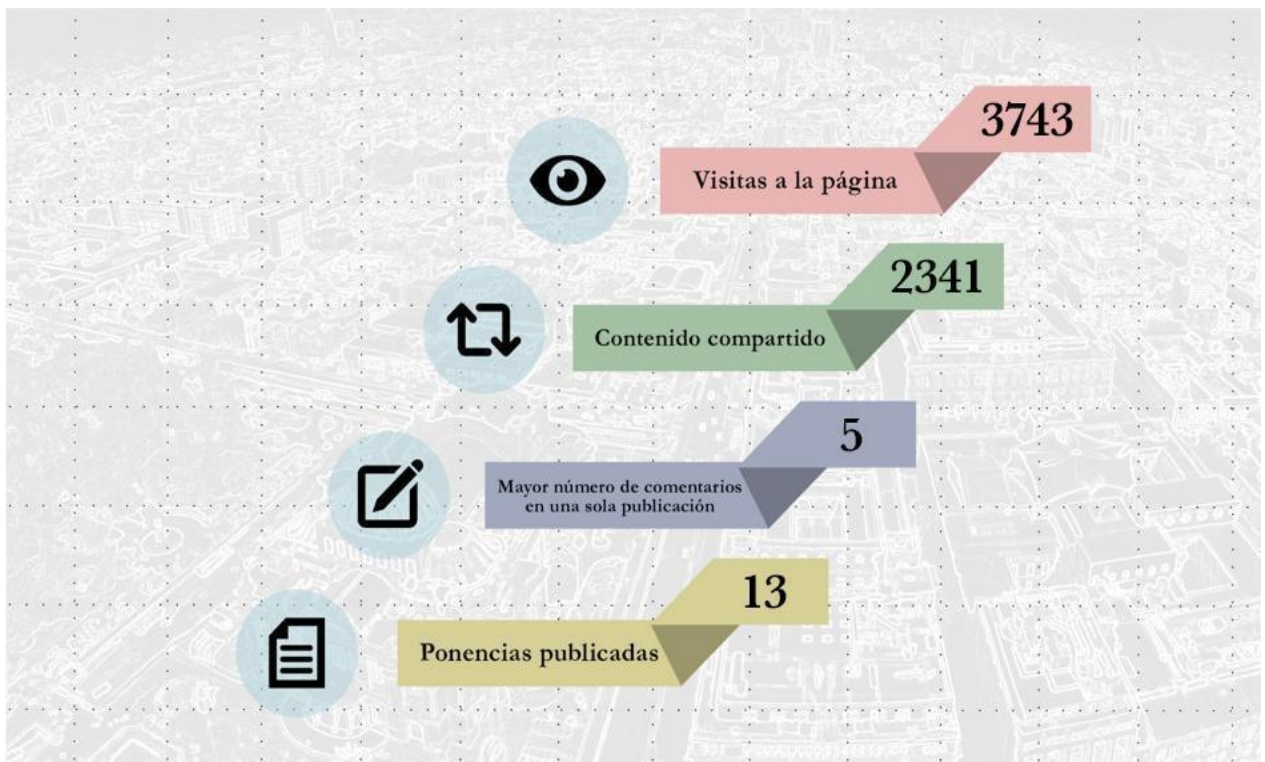 3743
Visitas a la página
2341
Contenido compartido
5
Mayor número de comentarios
en una sola publicación
13
Ponencias publicadas